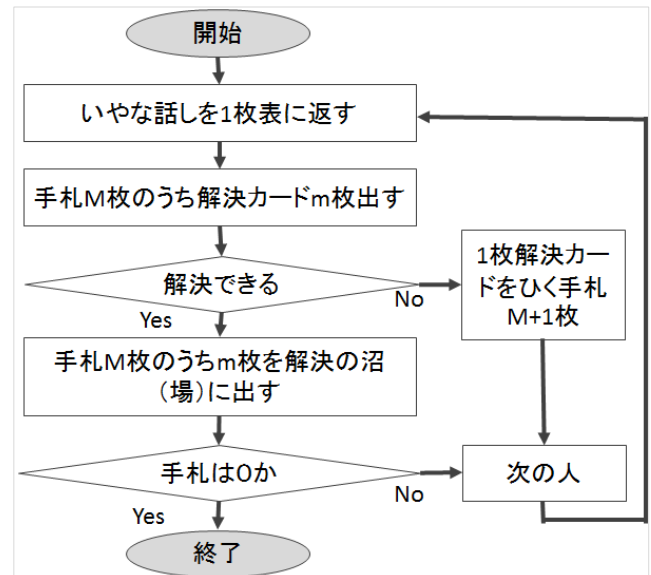 開始
いやな話しを1枚表に返す
手札M枚のうち解決カードm枚出す
解決できる
No
Yes
1枚解決カー
ドをひく手札
M+1枚
手札M枚のうちm枚を解決の沼
（場）に出す
手札は0か
No
Yes
次の人
終了